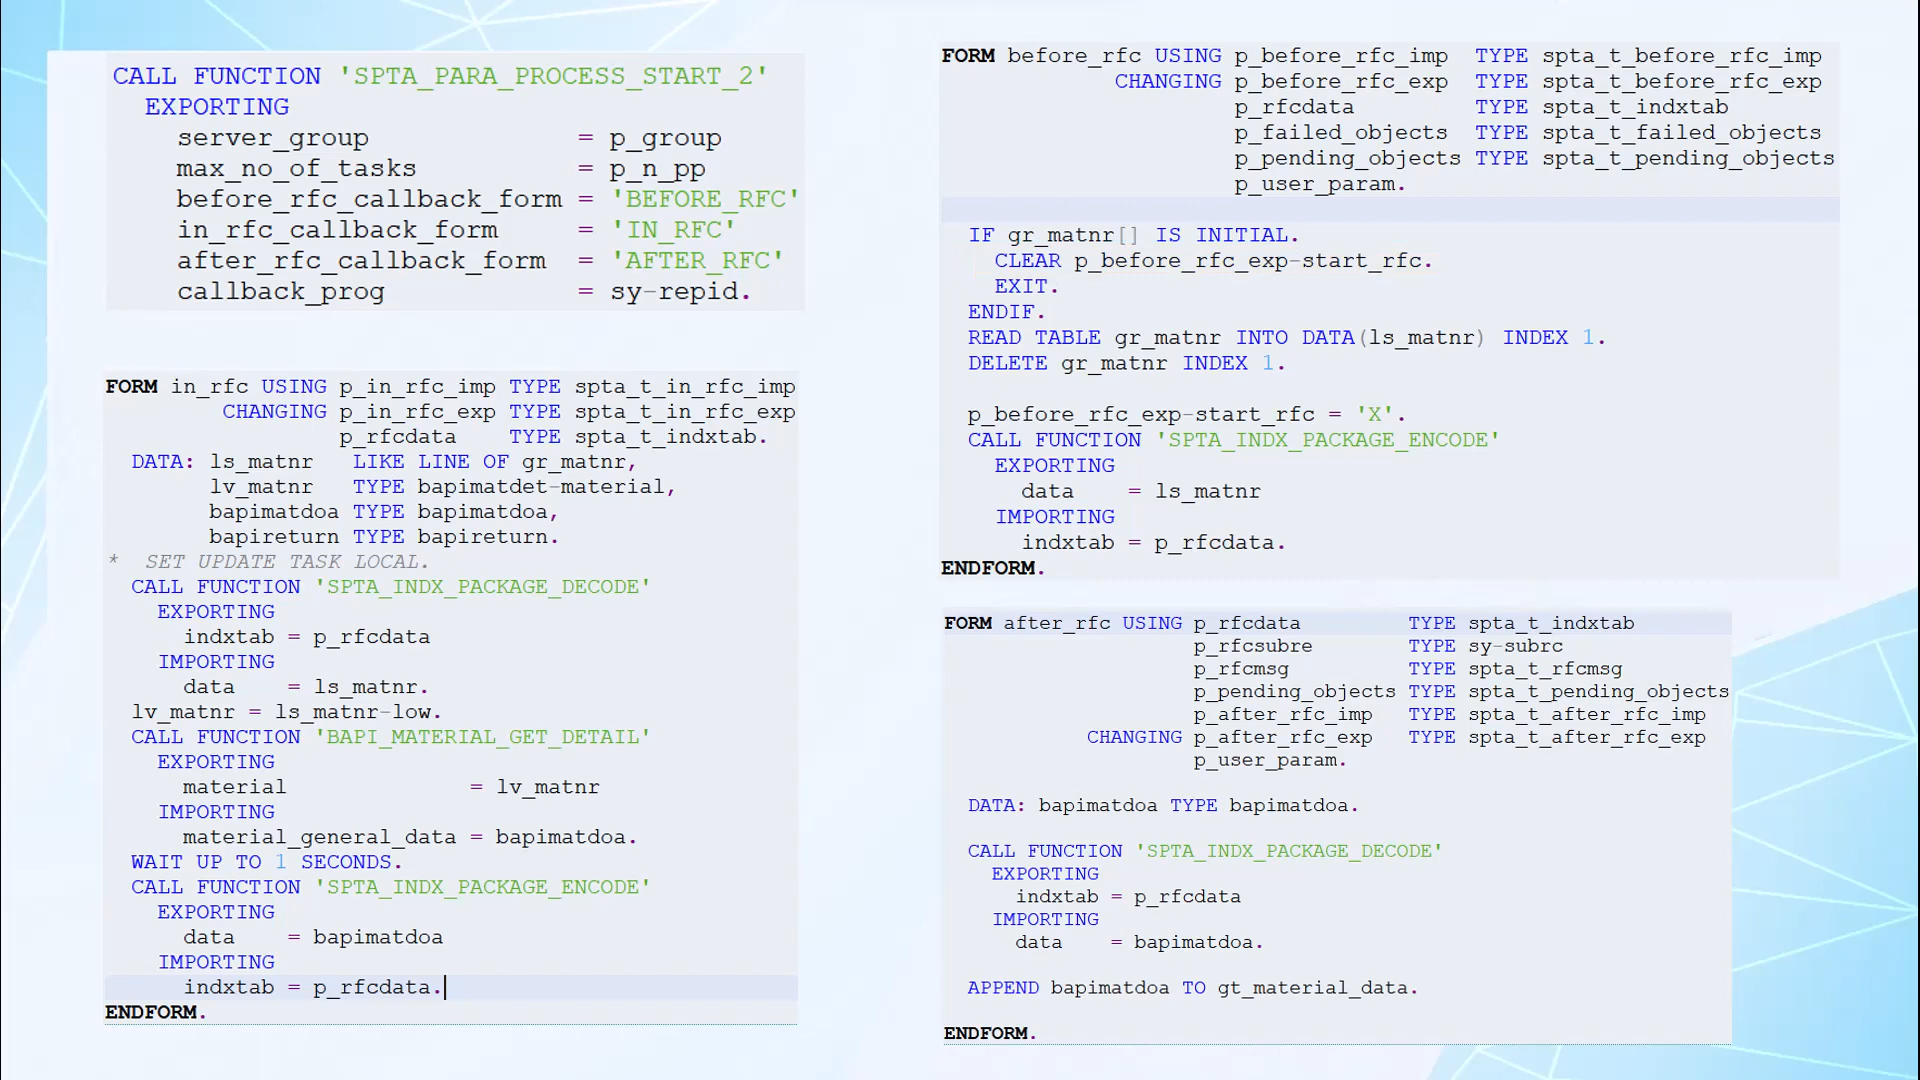 CALL FUNCTION 'SPTA_PARA_PROCESS_START_2'
EXPORTING
server_group = p_group
max_no_of_tasks = p_n_pp
before_rfc_callback_form = 'BEFORE_RFC'
in_rfc_callback_form = 'IN_RFC'
after_rfc_callback_form = 'AFTER_RFC'
callback_prog = sy-repid.
FORM in_rfc USING p_in_rfc_imp TYPE spta_t_in_rfc_imp
CHANGING p_in_rfc_exp TYPE spta_t_in_rfc_exp
p_rfcdata TYPE spta_t_indxtab.
DATA: ls_matnr LIKE LINE OF gr_matnr,
lv_matnr TYPE bapimatdet-material,
bapimatdoa TYPE bapimatdoa,
bapireturn TYPE bapireturn.
* SET UPDATE TASK LOCAL.
CALL FUNCTION 'SPTA_INDX_PACKAGE_DECODE'
EXPORTING
indxtab = p_rfcdata
IMPORTING
data = ls_matnr.
lv_matnr = ls_matnr-low.
CALL FUNCTION 'BAPI_MATERIAL_GET_DETAIL'
EXPORTING
material = lv_matnr
IMPORTING
material_general_data = bapimatdoa.
WAIT UP TO 1 SECONDS.
CALL FUNCTION 'SPTA_INDX_PACKAGE_ENCODE'
EXPORTING
data = bapimatdoa
IMPORTING
indxtab = p_rfcdata.
ENDFORM.
FORM before_rfc USING p_before_rfc_imp TYPE spta_t_before_rfc_imp
CHANGING p_before_rfc_exp TYPE spta_t_before_rfc_exp
p_rfcdata TYPE spta_t_indxtab
p_failed_objects TYPE spta_t_failed_objects
p_pending_objects TYPE spta_t_pending_objects
p_user_param.
IF gr_matnr[] IS INITIAL.
CLEAR p_before_rfc_exp-start_rfc.
EXIT.
ENDIF.
READ TABLE gr_matnr INTO DATA(ls_matnr) INDEX 1.
DELETE gr_matnr INDEX 1.
p_before_rfc_exp-start_rfc = 'X'.
CALL FUNCTION 'SPTA_INDX_PACKAGE_ENCODE'
EXPORTING
data = ls_matnr
IMPORTING
indxtab = p_rfcdata.
ENDFORM.
FORM after_rfc USING p_rfcdata TYPE spta_t_indxtab
p_rfcsubrc TYPE sy-subrc
p_rfcmsg TYPE spta_t_rfcmsg
p_pending_objects TYPE spta_t_pending_objects
p_after_rfc_imp TYPE spta_t_after_rfc_imp
CHANGING p_after_rfc_exp TYPE spta_t_after_rfc_exp
p_user_param.
DATA: bapimatdoa TYPE bapimatdoa.
CALL FUNCTION 'SPTA_INDX_PACKAGE_DECODE'
EXPORTING
indxtab = p_rfcdata
IMPORTING
data = bapimatdoa.
APPEND bapimatdoa TO gt_material_data.
ENDFORM.